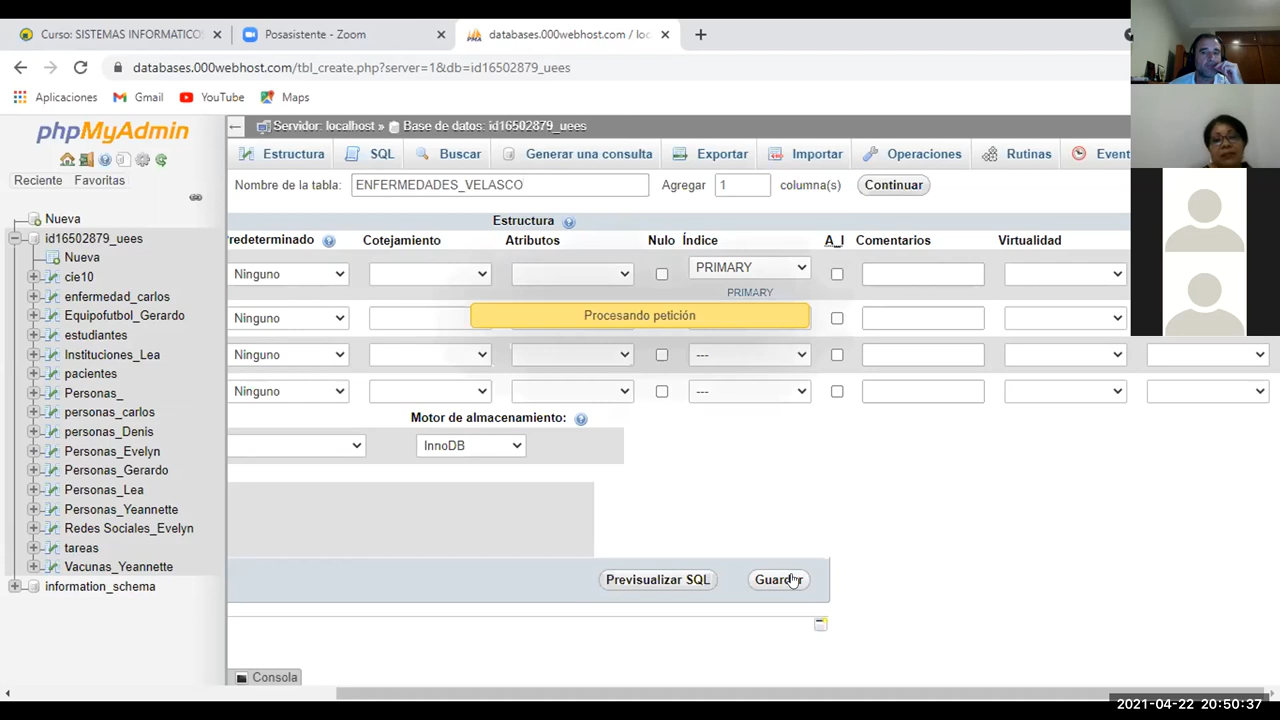 Curso: SISTEMAS INFORMATICO
Posasistente - Zoom
databases.000webhost.com / loc
databases.000webhost.com/tbl_create.php?server=1&db=id16502879_uees
Aplicaciones
Gmail
YouTube
Maps
phpMyAdmin
Servidor: localhost » Base de datos: id16502879_uees
Estructura
SQL
Buscar
Generar una consulta
Exportar
Importar
Operaciones
Rutinas
Event
Reciente
Favoritas
Nombre de la tabla: ENFERMEDADES_VELASCO Agregar 1 columna(s) Continuar
Nueva
id16502879_uees
Nueva
cie10
enfermedad_carlos
Equipofutbol_Gerardo
estudiantes
Instituciones_Lea
pacientes
Personas_
personas_carlos
personas_Denis
Personas_Evelyn
Personas_Gerardo
Personas_Lea
Personas_Yeannette
Redes Sociales_Evelyn
tareas
Vacunas_Yeannette
information_schema
Estructura
redeterminado Cotejamiento Atributos Nulo Índice A_I Comentarios Virtualidad
Ninguno PRIMARY
PRIMARY
Procesando petición
Ninguno
Ninguno ---
Ninguno ---
Motor de almacenamiento:
InnoDB
Previsualizar SQL
Guardar
Consola
2021-04-22 20:50:37